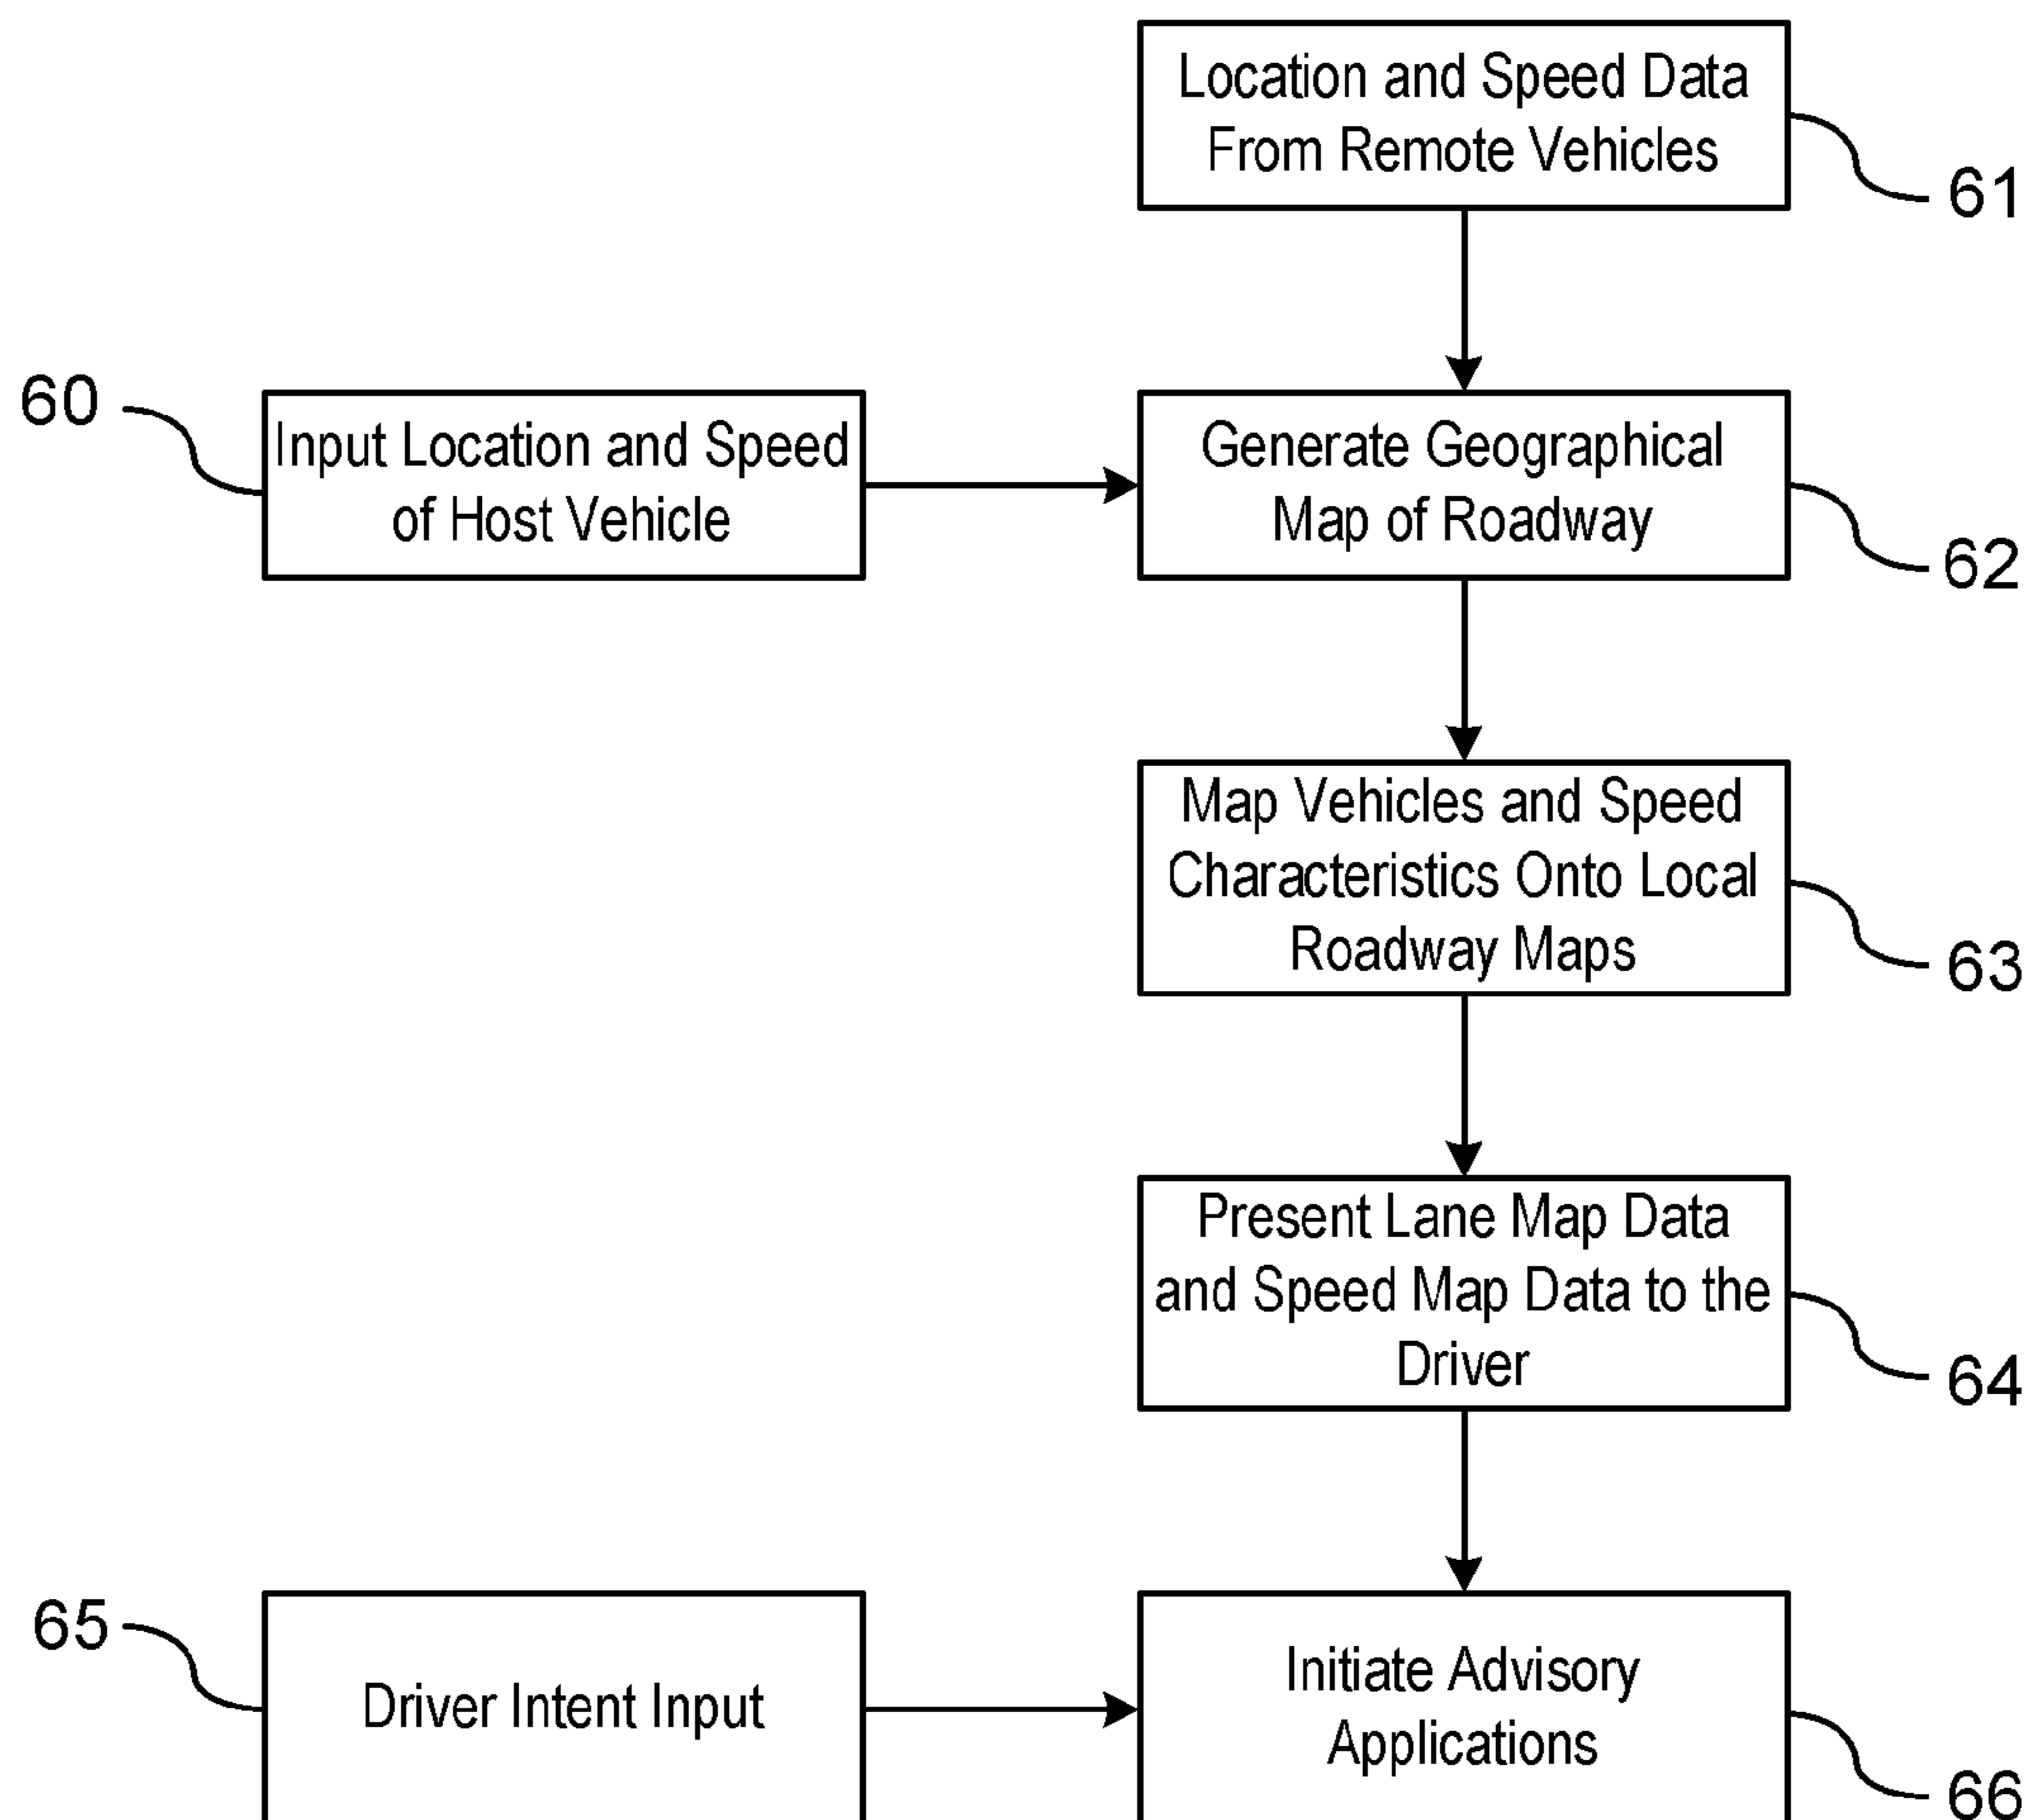 Location and Speed Data
From Remote Vehicles
61
60
Input Location and Speed
of Host Vehicle
Generate Geographical
Map of Roadway
62
Map Vehicles and Speed
Characteristics Onto Local
Roadway Maps
63
Present Lane Map Data
and Speed Map Data to the
Driver
64
65
Driver Intent Input
Initiate Advisory
Applications
66